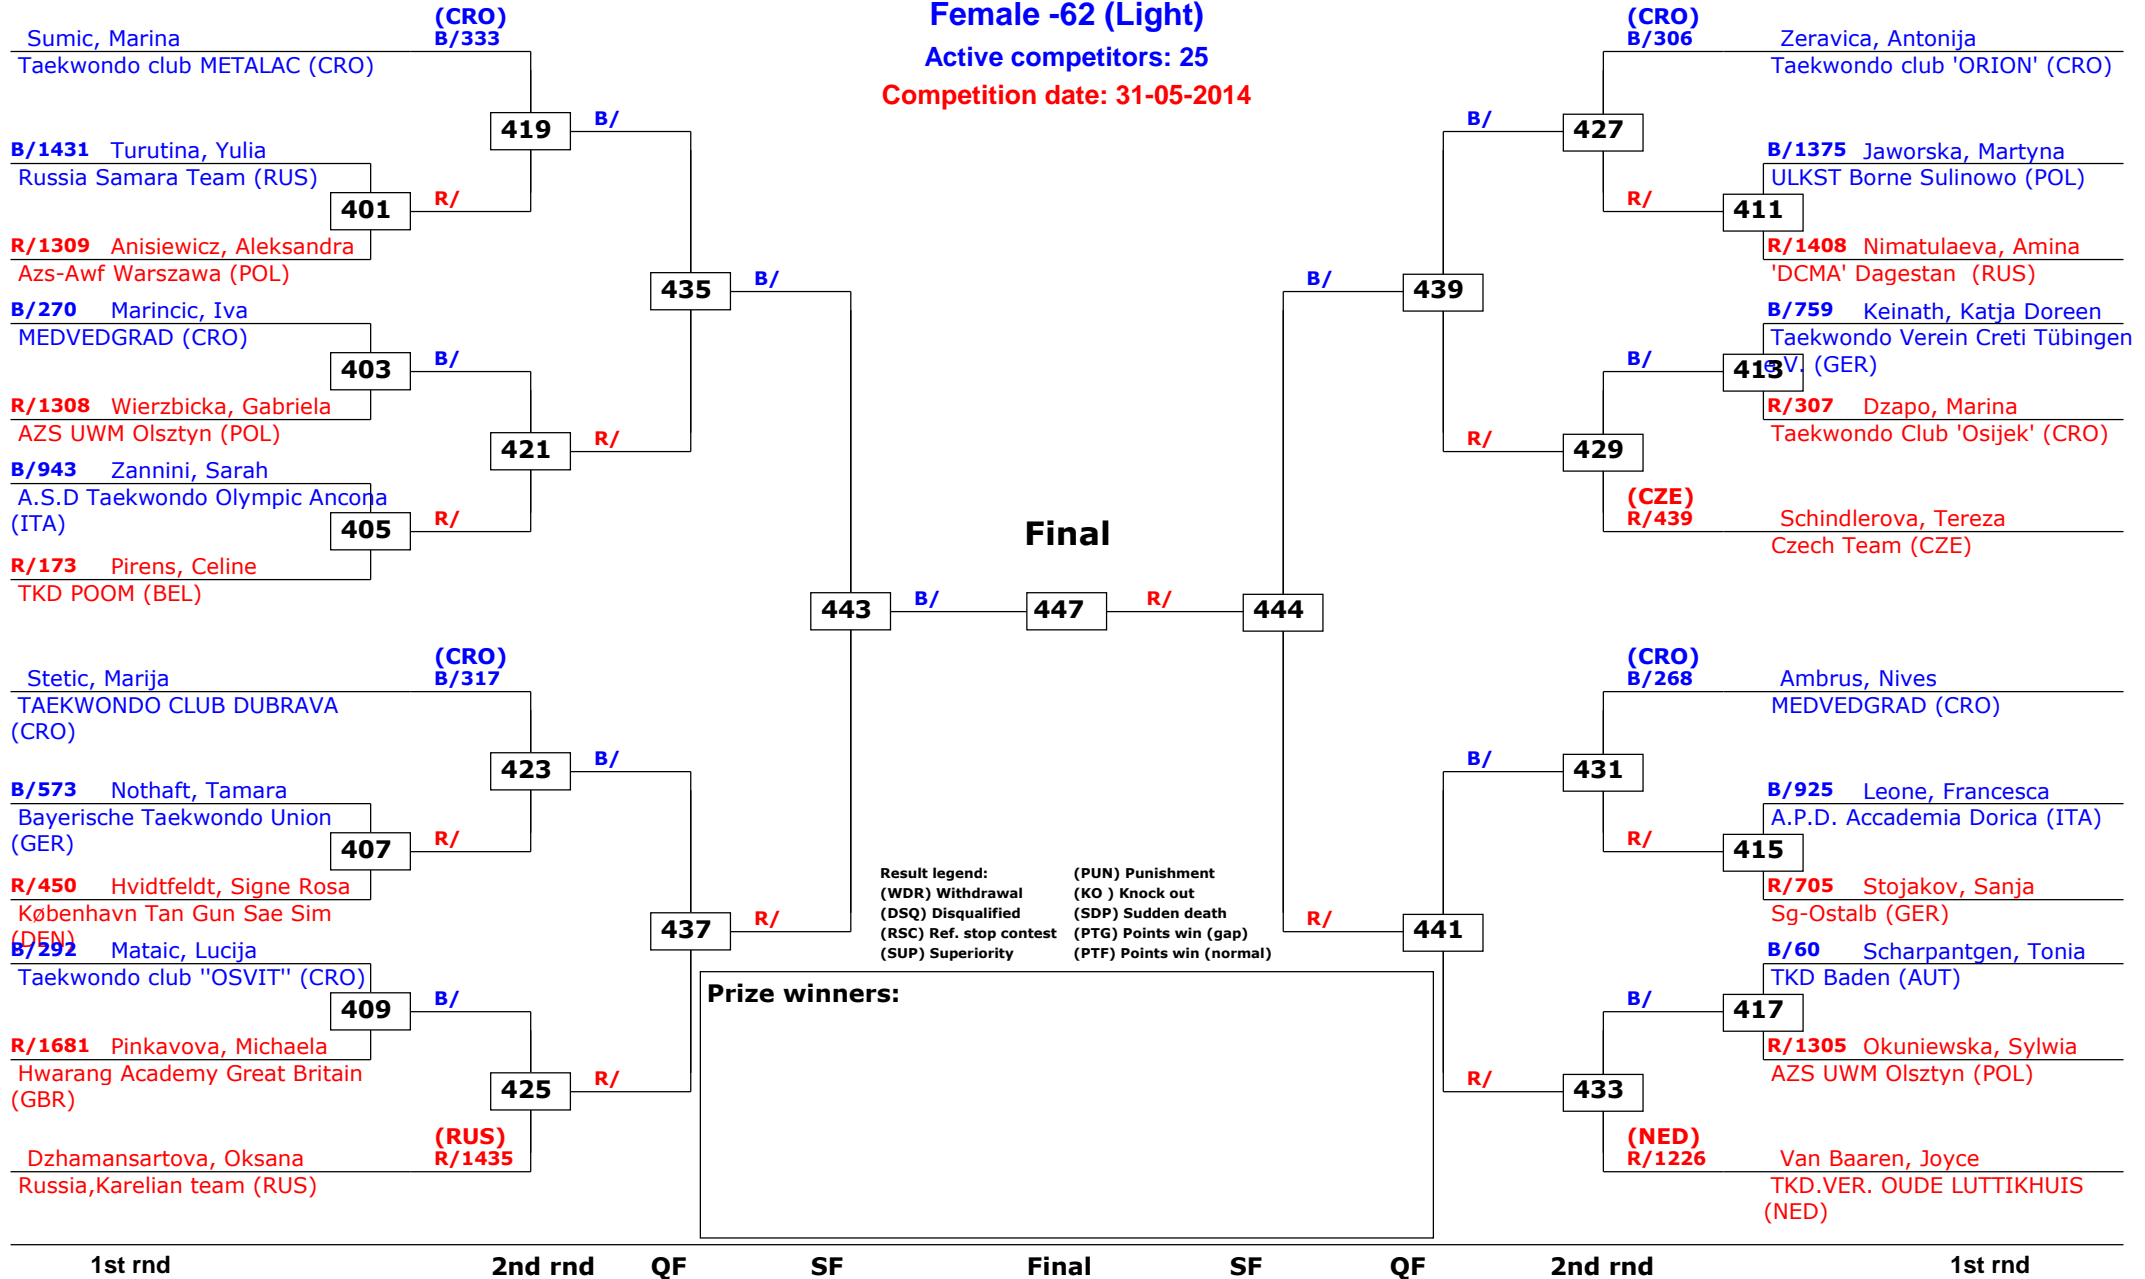 Female -62 (Light)
Active competitors: 25
Competition date: 31-05-2014
(CRO)
Sumic, Marina B/333
Taekwondo club METALAC (CRO)
419
B/
B/1431 Turutina, Yulia
Russia Samara Team (RUS)
401
R/
R/1309 Anisiewicz, Aleksandra
Azs-Awf Warszawa (POL)
435
B/
B/270 Marincic, Iva
MEDVEDGRAD (CRO)
403
B/
R/1308 Wierzbicka, Gabriela
AZS UWM Olsztyn (POL)
421
R/
B/943 Zannini, Sarah
A.S.D Taekwondo Olympic Ancona
(ITA)
405
R/
R/173 Pirens, Celine
TKD POOM (BEL)
443
B/
(CRO)
Stetic, Marija B/317
TAEKWONDO CLUB DUBRAVA
(CRO)
423
B/
B/573 Nothaft, Tamara
Bayerische Taekwondo Union
(GER)
407
R/
R/450 Hvidtfeldt, Signe Rosa
København Tan Gun Sae Sim
(DEN)
437
R/
B/292 Mataic, Lucija
Taekwondo club "OSVIT" (CRO)
409
B/
R/1681 Pinkavova, Michaela
Hwarang Academy Great Britain
(GBR)
425
R/
(RUS)
Dzhamansartova, Oksana R/1435
Russia,Karelian team (RUS)
Final
447
R/
444
(CRO)
B/306 Zeravica, Antonija
Taekwondo club 'ORION' (CRO)
B/
427
B/1375 Jaworska, Martyna
ULKST Borne Sulinowo (POL)
R/
411
R/1408 Nimatulaeva, Amina
'DCMA' Dagestan (RUS)
B/
439
B/759 Keinath, Katja Doreen
Taekwondo Verein Creti Tübingen
e.V. (GER)
B/
413
R/307 Dzapo, Marina
Taekwondo Club 'Osijek' (CRO)
R/
429
(CZE)
R/439 Schindlerova, Tereza
Czech Team (CZE)
(CRO)
B/268 Ambrus, Nives
MEDVEDGRAD (CRO)
B/
431
B/925 Leone, Francesca
A.P.D. Accademia Dorica (ITA)
R/
415
R/705 Stojakov, Sanja
Sg-Ostalb (GER)
R/
441
B/60 Scharpantgen, Tonia
TKD Baden (AUT)
B/
417
R/1305 Okuniewska, Sylwia
AZS UWM Olsztyn (POL)
R/
433
(NED)
R/1226 Van Baaren, Joyce
TKD.VER. OUDE LUTTIKHUIS
(NED)
Result legend: (PUN) Punishment
(WDR) Withdrawal (KO ) Knock out
(DSQ) Disqualified (SDP) Sudden death
(RSC) Ref. stop contest (PTG) Points win (gap)
(SUP) Superiority (PTF) Points win (normal)
Prize winners:
1st rnd 2nd rnd QF SF Final SF QF 2nd rnd 1st rnd